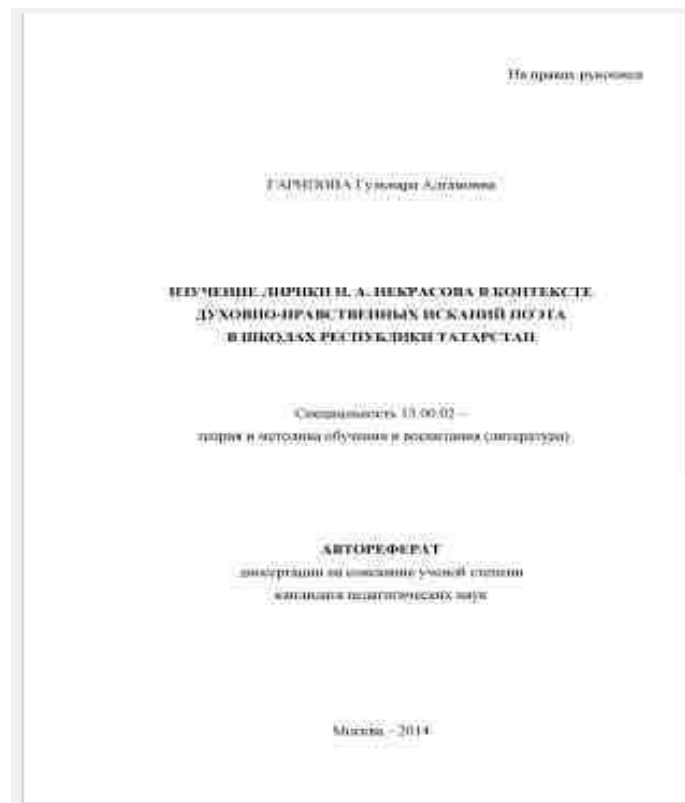 На правах рукописи
ГАРИПОВА Гульнара Алтамовна
ИЗУЧЕНИЕ ЛИРИКИ Н. А. НЕКРАСОВА В КОНТЕКСТЕ
ДУХОВНО-НРАВСТВЕННЫХ ИСКАНИЙ ПОЭТА
В ШКОЛАХ РЕСПУБЛИКИ ТАТАРСТАН
Специальность 13.00.02 –
теория и методика обучения и воспитания (литература)
АВТОРЕФЕРАТ
диссертации на соискание ученой степени
кандидата педагогических наук
Москва – 2014